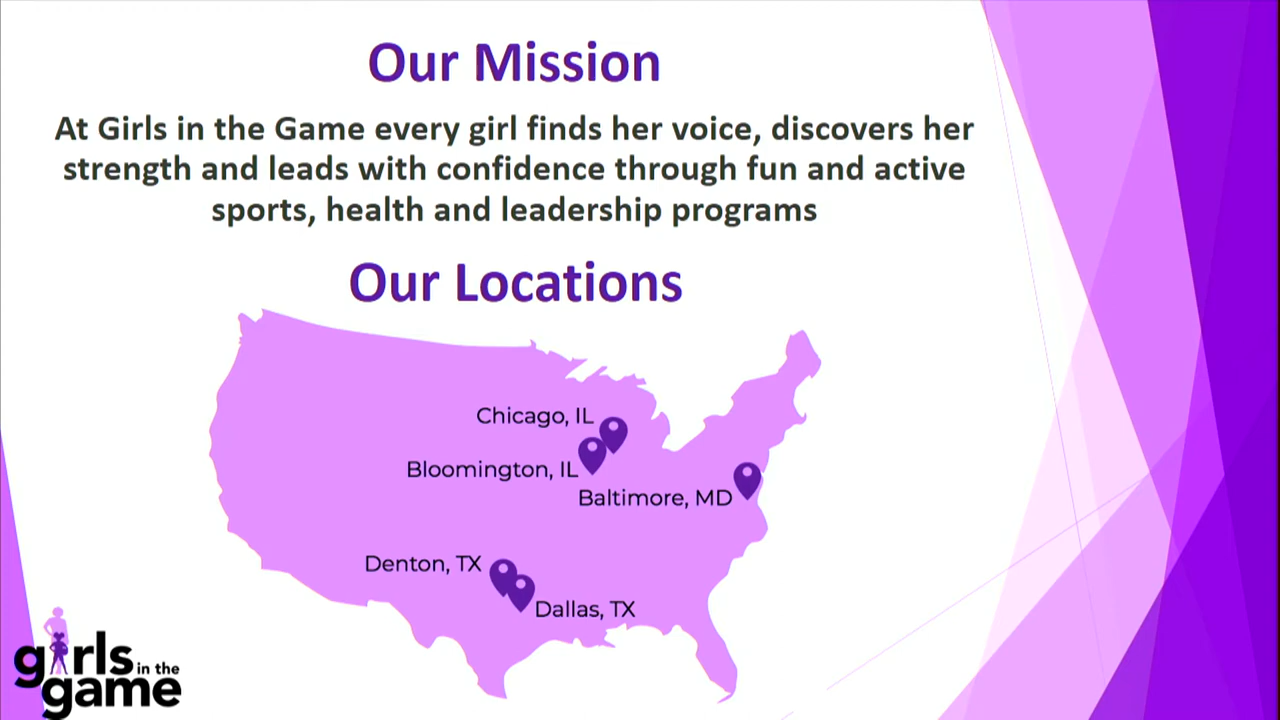 Our Mission
At Girls in the Game every girl finds her voice, discovers her
strength and leads with confidence through fun and active
sports, health and leadership programs
Our Locations
Chicago, IL
Bloomington, IL
Baltimore, MD
Denton, TX
Dallas, TX
girls in the
game